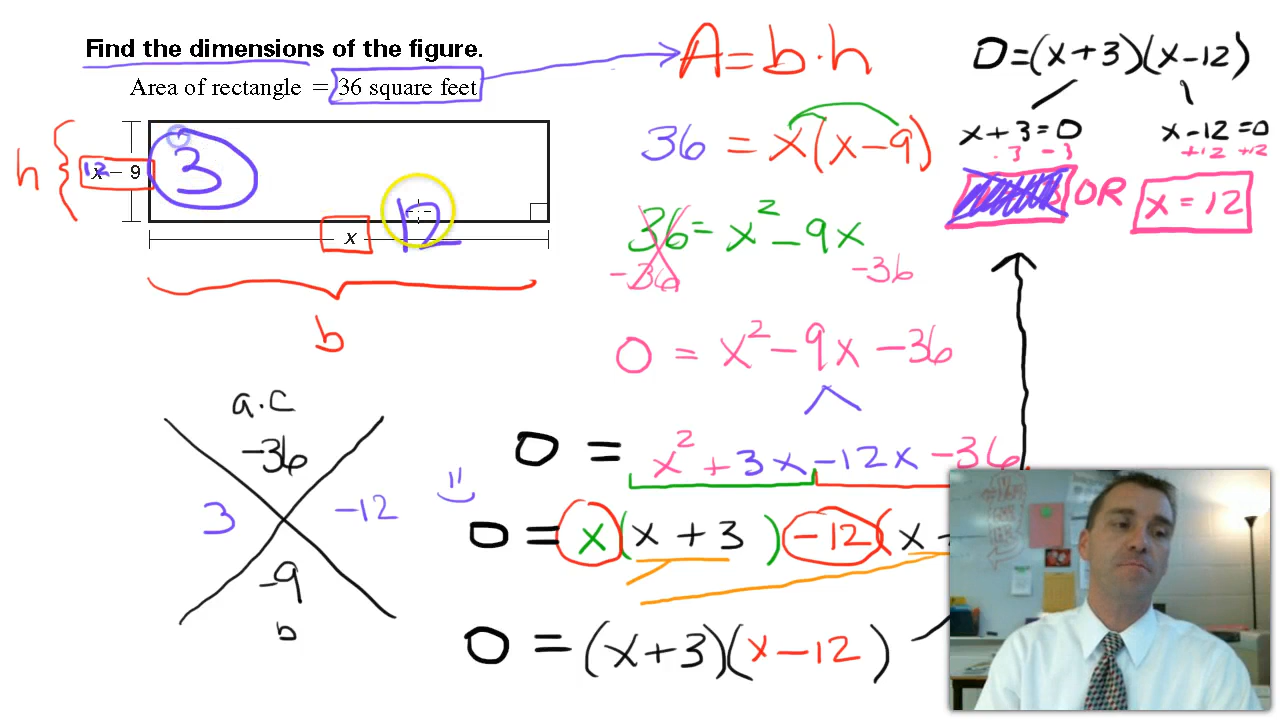 Find the dimensions of the figure.
Area of rectangle = 36 square feet
A = b · h
h
12
x − 9
3
x
12
b
36 = x(x − 9)
36 = x² − 9x
−36
−36
0 = x² − 9x − 36
0 = x² + 3x − 12x − 36
0 = x(x + 3) −12(x
0 = (x + 3)(x − 12)
a·c
−36
3
−12
−9
b
0 = (x + 3)(x − 12)
x + 3 = 0
−3 −3
x − 12 = 0
+12 +12
OR
x = 12